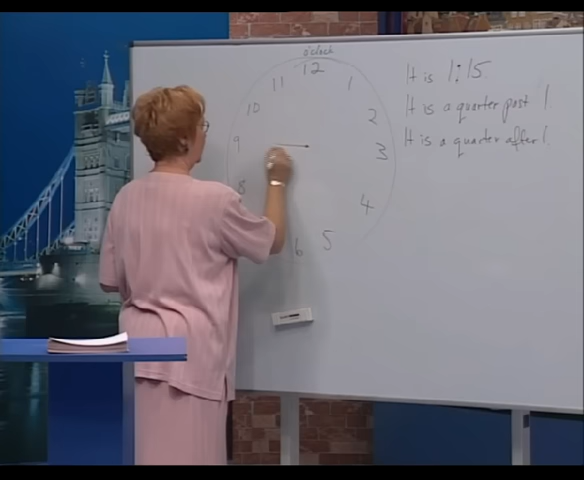 o'clock
12
11
1
10
2
9
3
8
4
6
5
It is 1:15
It is a quarter past 1
It is a quarter after 1.